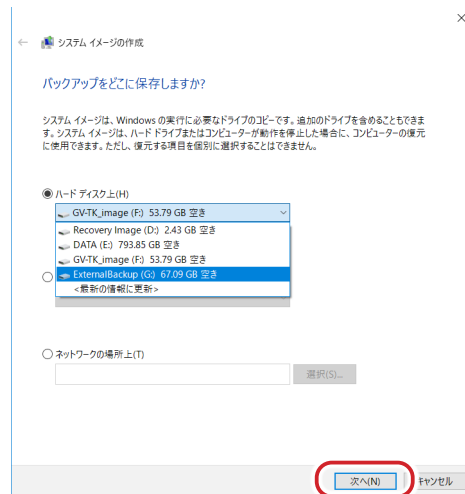 システム イメージの作成
バックアップをどこに保存しますか?
システム イメージは、Windows の実行に必要なドライブのコピーです。追加のドライブを含めることもできま
す。システム イメージは、ハード ドライブまたはコンピューターが動作を停止した場合に、コンピューターの復元
に使用できます。ただし、復元する項目を個別に選択することはできません。
ハード ディスク上(H)
GV-TK_image (F:) 53.79 GB 空き
Recovery Image (D:) 2.43 GB 空き
DATA (E:) 793.85 GB 空き
GV-TK_image (F:) 53.79 GB 空き
ExternalBackup (G:) 67.09 GB 空き
<最新の情報に更新>
ネットワークの場所上(T)
選択(S)...
次へ(N)
キャンセル